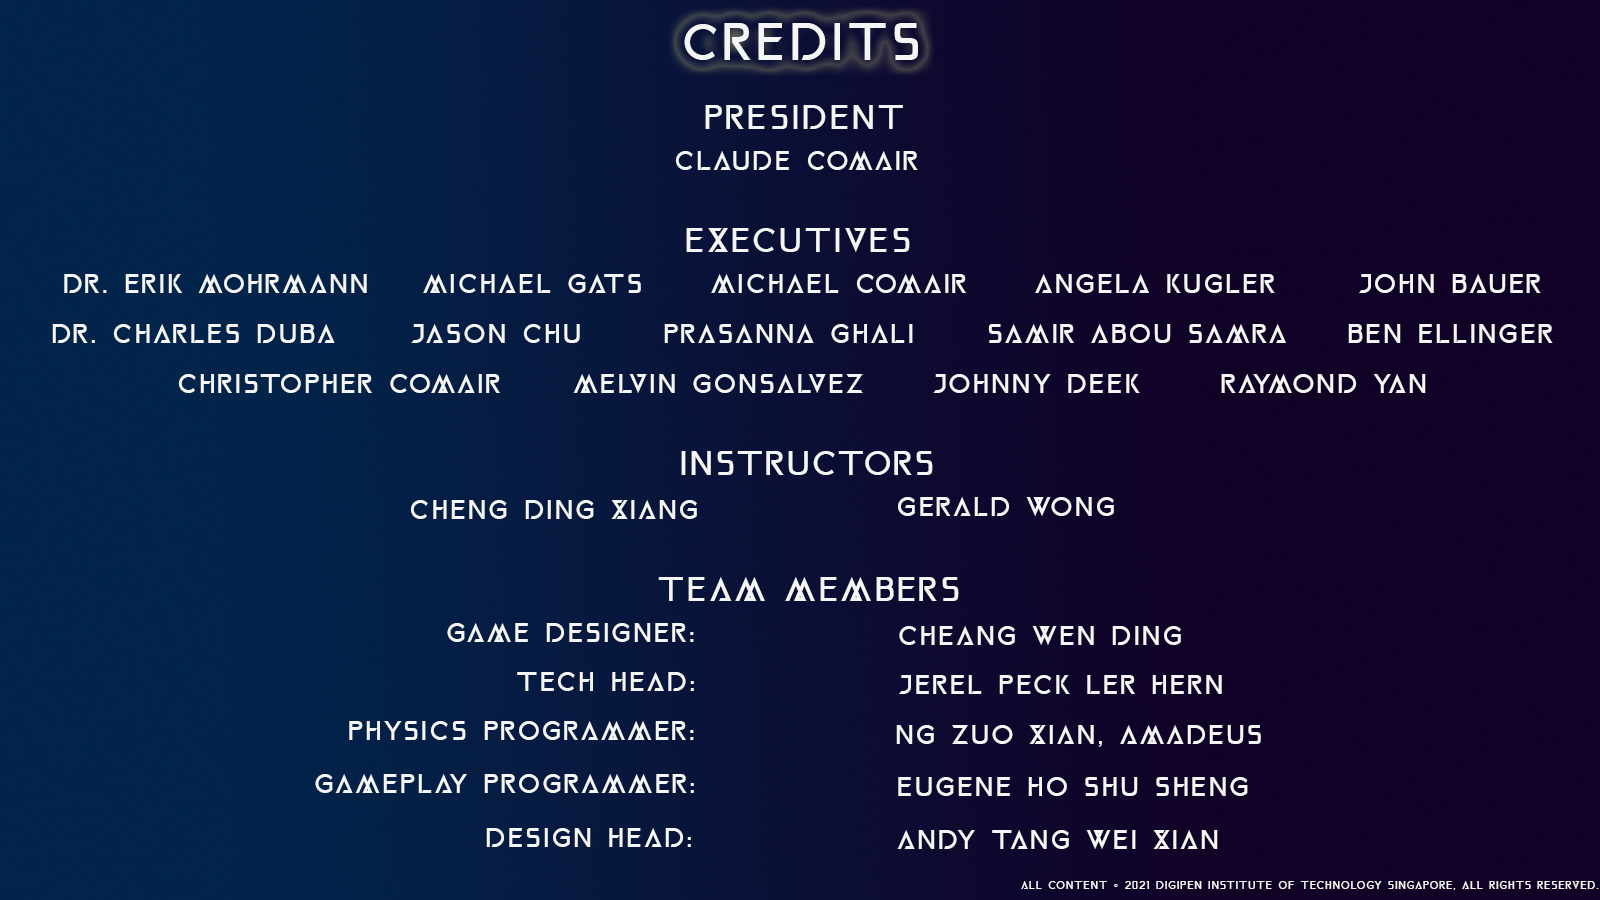 CREDITS
PRESIDENT
CLAUDE COMAIR
EXECUTIVES
DR. ERIK MOHRMANN MICHAEL GATS MICHAEL COMAIR ANGELA KUGLER JOHN BAUER
DR. CHARLES DUBA JASON CHU PRASANNA GHALI SAMIR ABOU SAMRA BEN ELLINGER
CHRISTOPHER COMAIR MELVIN GONSALVEZ JOHNNY DEEK RAYMOND YAN
INSTRUCTORS
CHENG DING XIANG GERALD WONG
TEAM MEMBERS
GAME DESIGNER: CHEANG WEN DING
TECH HEAD: JEREL PECK LER HERN
PHYSICS PROGRAMMER: NG ZUO XIAN, AMADEUS
GAMEPLAY PROGRAMMER: EUGENE HO SHU SHENG
DESIGN HEAD: ANDY TANG WEI XIAN
ALL CONTENT © 2021 DIGIPEN INSTITUTE OF TECHNOLOGY SINGAPORE, ALL RIGHTS RESERVED.